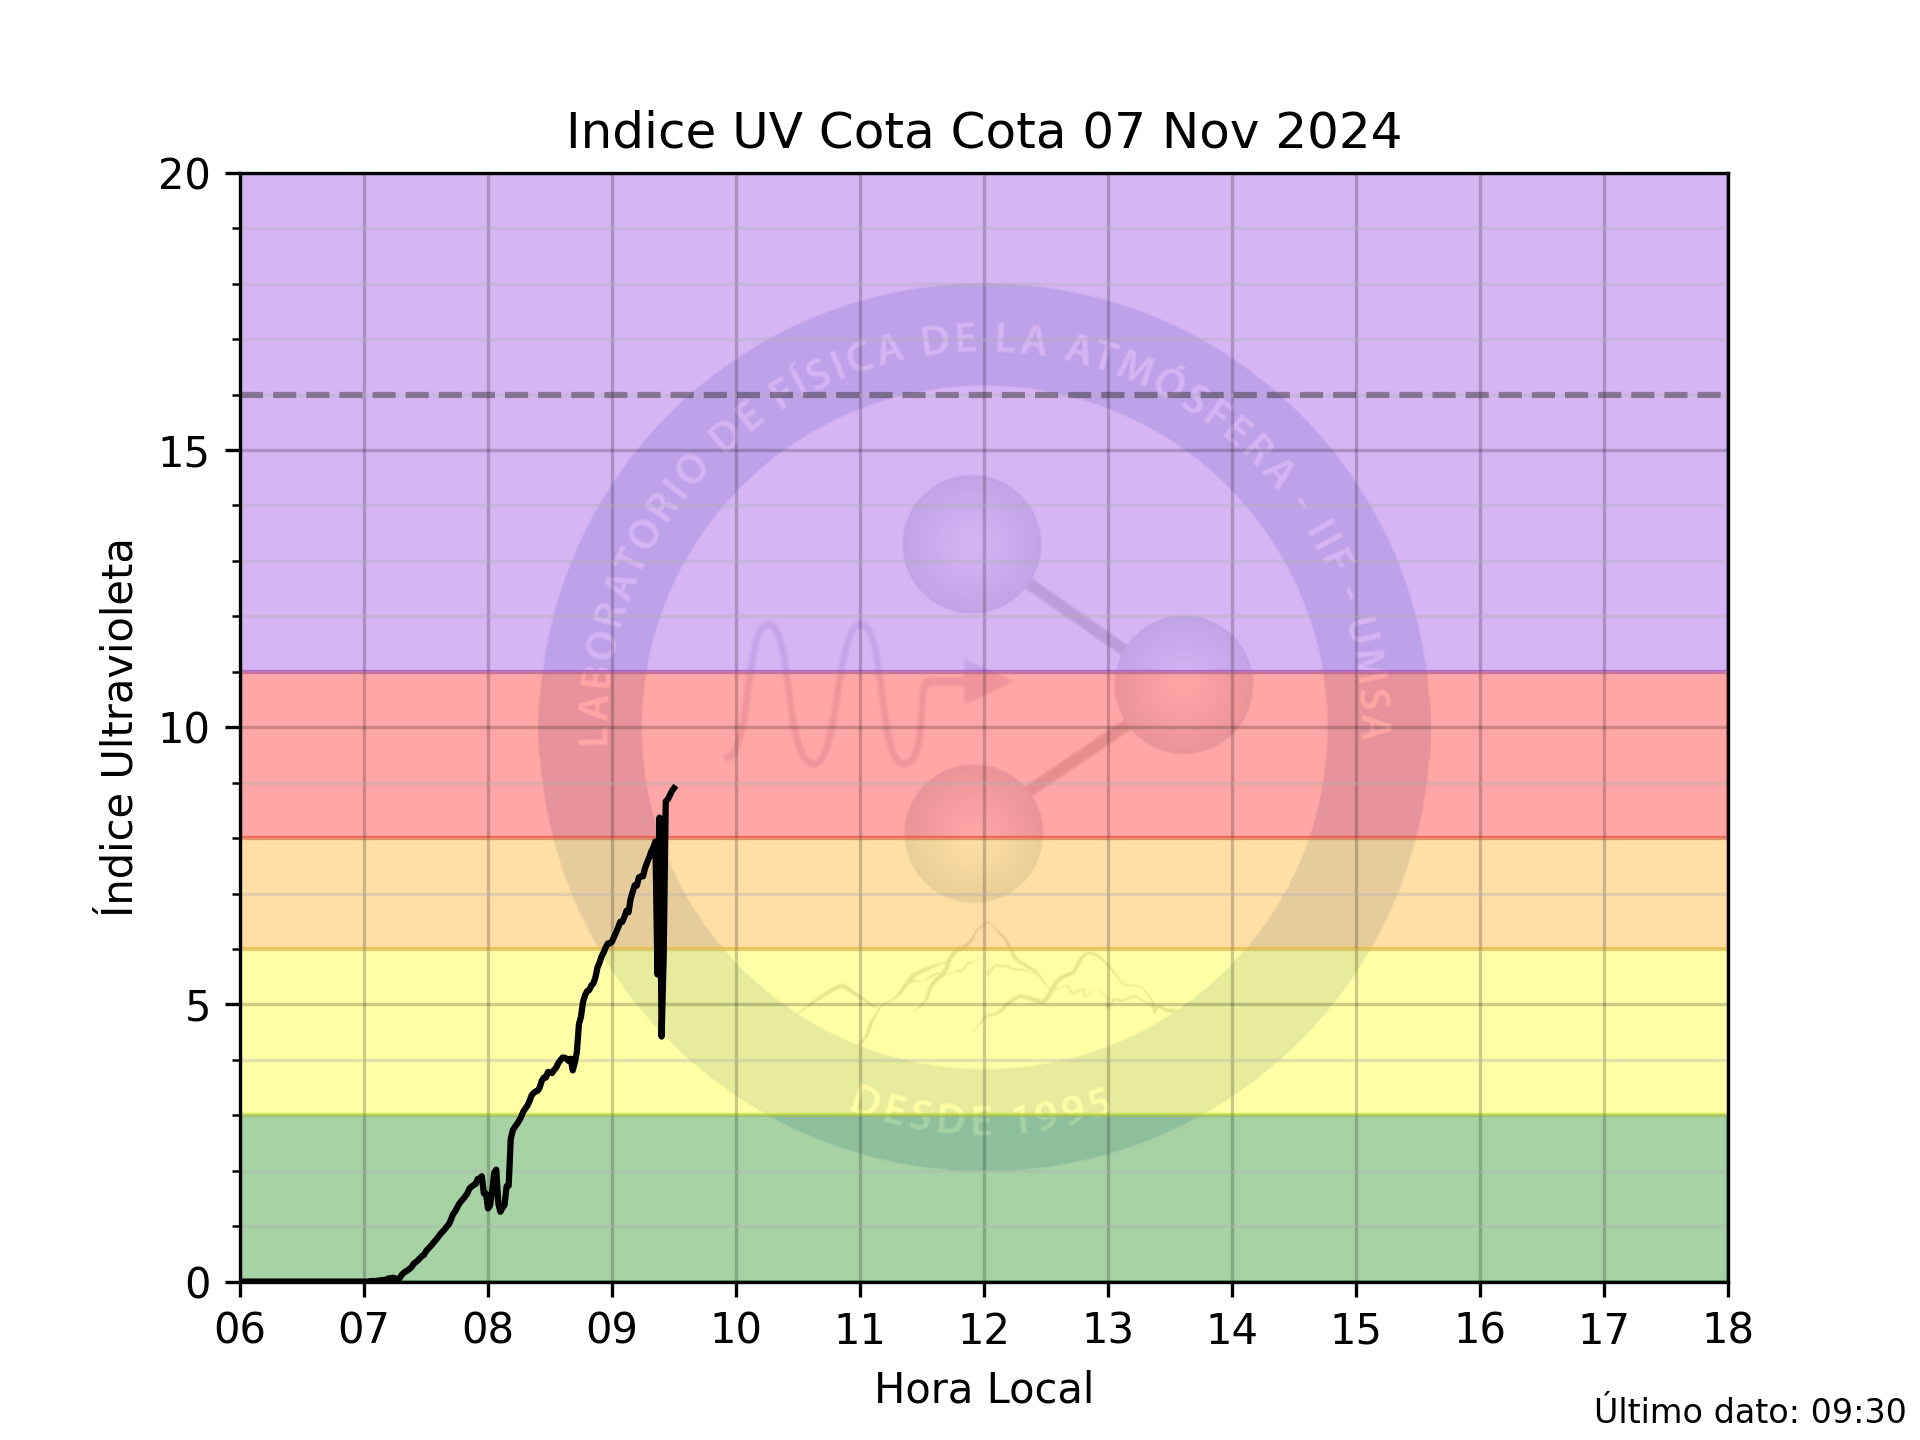 Indice UV Cota Cota 07 Nov 2024
20
15
10
5
0
Índice Ultravioleta
LABORATORIO DE FÍSICA DE LA ATMÓSFERA - IIF - UMSA
DESDE 1995
06 07 08 09 10 11 12 13 14 15 16 17 18
Hora Local
Último dato: 09:30